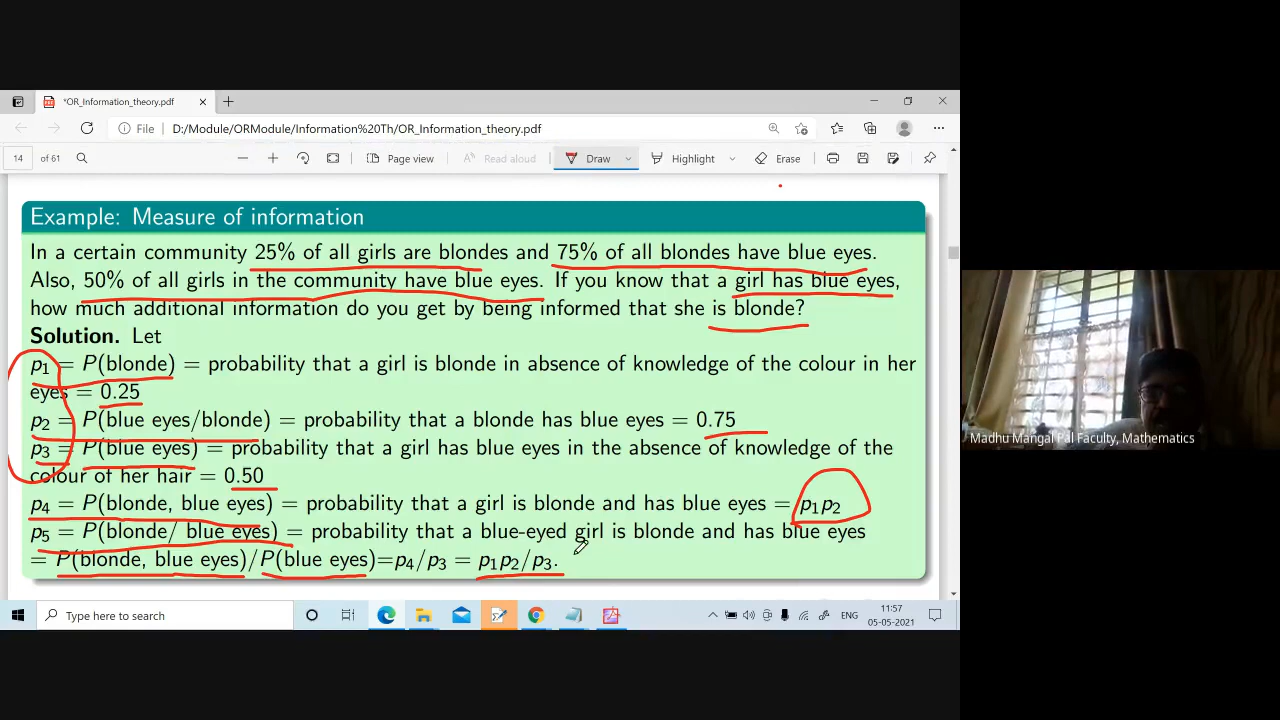 *OR_Information_theory.pdf
File D:/Module/ORModule/Information%20Th/OR_Information_theory.pdf
14 of 61 Page view Read aloud Draw Highlight Erase
Example: Measure of information
In a certain community 25% of all girls are blondes and 75% of all blondes have blue eyes.
Also, 50% of all girls in the community have blue eyes. If you know that a girl has blue eyes,
how much additional information do you get by being informed that she is blonde?
Solution. Let
p₁ = P(blonde) = probability that a girl is blonde in absence of knowledge of the colour in her
eyes = 0.25
p₂ = P(blue eyes/blonde) = probability that a blonde has blue eyes = 0.75
p₃ = P(blue eyes) = probability that a girl has blue eyes in the absence of knowledge of the
colour of her hair = 0.50
p₄ = P(blonde, blue eyes) = probability that a girl is blonde and has blue eyes = p₁p₂
p₅ = P(blonde/ blue eyes) = probability that a blue-eyed girl is blonde and has blue eyes
= P(blonde, blue eyes)/P(blue eyes)=p₄/p₃ = p₁p₂/p₃.
Madhu Mangal Pal Faculty, Mathematics
Type here to search
ENG
11:57
05-05-2021